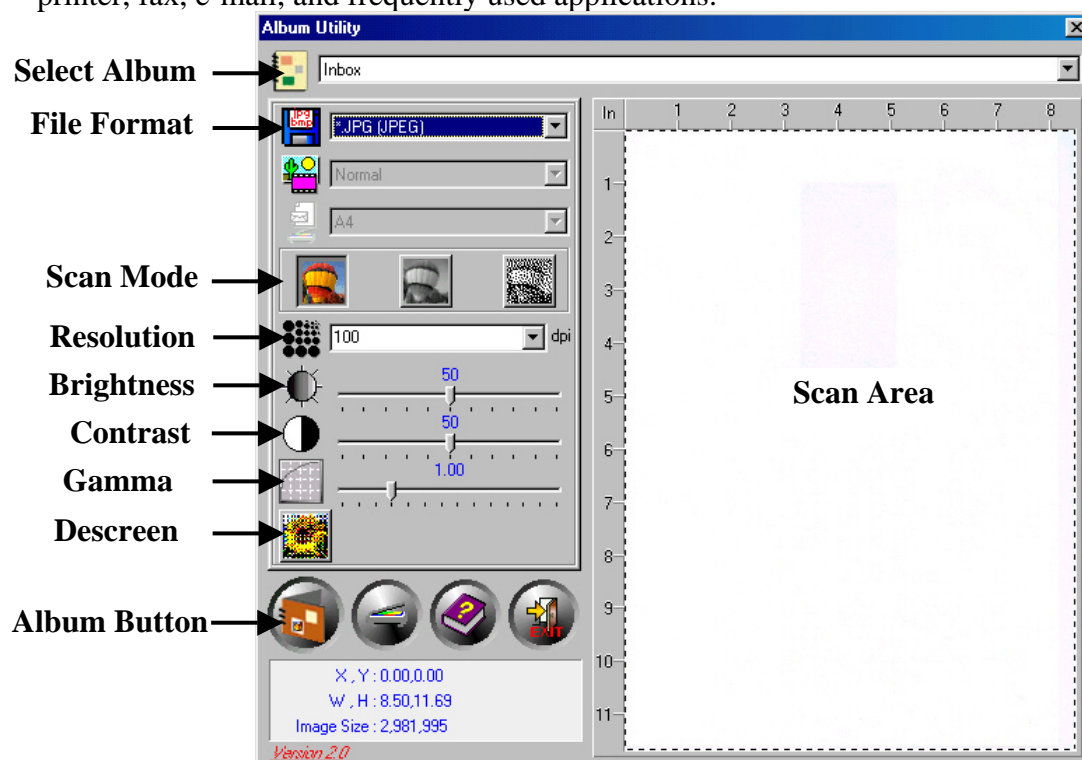 printer, fax, e-mail, and frequently used applications.
Album Utility
Select Album
Inbox
File Format
JPG
bmp
*.JPG (JPEG)
Normal
A4
Scan Mode
Resolution
100
dpi
Brightness
50
Contrast
50
Gamma
1.00
Descreen
Album Button
?
EXIT
X , Y : 0.00,0.00
W , H : 8.50,11.69
Image Size : 2,981,995
Version 2.0
In 1 2 3 4 5 6 7 8
1
2
3
4
5
6
7
8
9
10
11
Scan Area